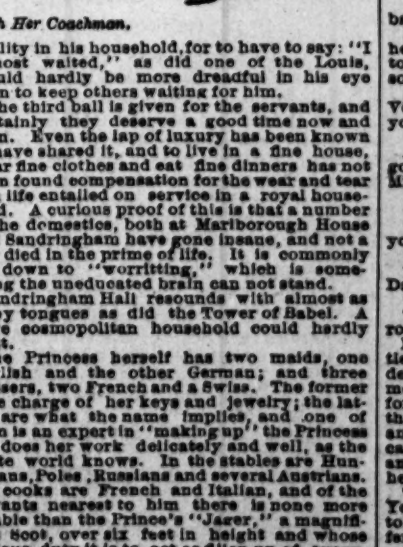 h Her Coachman.
lity in his household, for to have to say: "I
most waited," as did one of the Louis,
uld hardly be more dreadful in his eye
n to keep others waiting for him.
he third ball is given for the servants, and
tainly they deserve a good time now and
n. Even the lap of luxury has been known
have shared it, and to live in a fine house,
ar fine clothes and eat fine dinners has not
n found compensation for the wear and tear
life entailed on service in a royal house-
d. A curious proof of this is that a number
he domestics, both at Marlborough House
Sandringham have gone insane, and not a
died in the prime of life. It is commonly
down to "worritting," which is some-
ng the uneducated brain can not stand.
ndringham Hall resounds with almost as
y tongues as did the Tower of Babel. A
e cosmopolitan household could hardly
t.
e Princess herself has two maids, one
lish and the other German; and three
sers, two French and a Swiss. The former
e charge of her keys and jewelry; the lat-
are what the name implies, and one of
n is an expert in "making up" the Princess
does her work delicately and well, as the
te world knows. In the stables are Hun-
ans, Poles, Russians and several Austrians.
cooks are French and Italian, and of the
ants nearest to him there is none more
able than the Prince's "Jager," a magnifi-
Scot, over six feet in height and whose